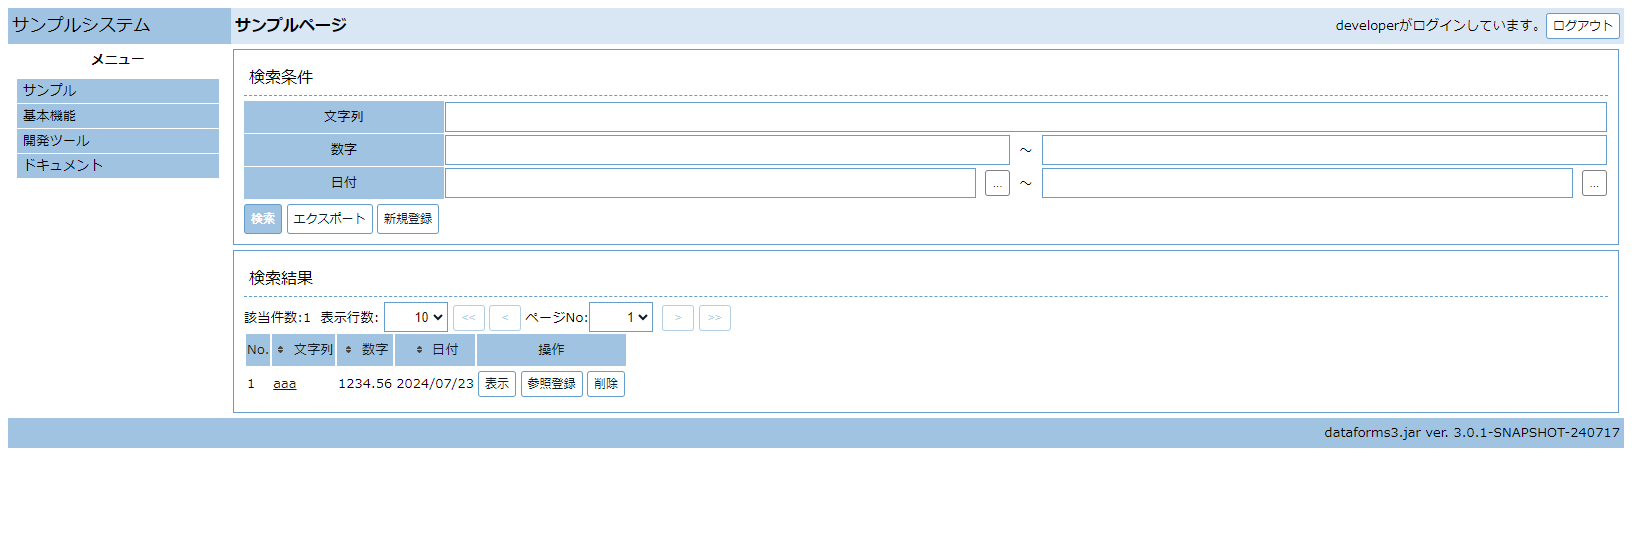 サンプルシステム サンプルページ developerがログインしています。 ログアウト
メニュー
サンプル
基本機能
開発ツール
ドキュメント
検索条件
文字列
数字 ～
日付 ... ～ ...
検索 エクスポート 新規登録
検索結果
該当件数:1 表示行数: 10 << < ページNo: 1 > >>
No. 文字列 数字 日付 操作
1 aaa 1234.56 2024/07/23 表示 参照登録 削除
dataforms3.jar ver. 3.0.1-SNAPSHOT-240717